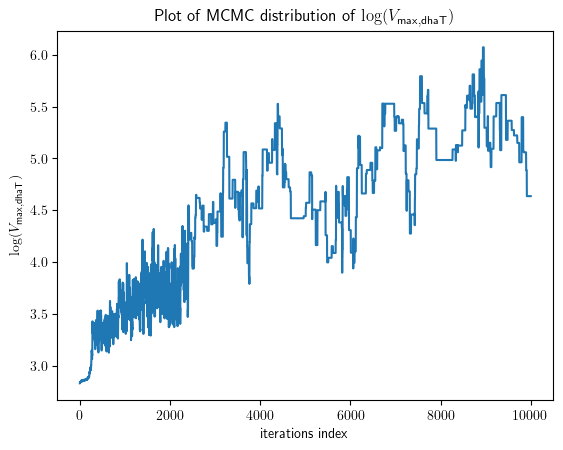 Plot of MCMC distribution of log(V_max,dhaT)
log(V_max,dhaT)
6.0
5.5
5.0
4.5
4.0
3.5
3.0
0 2000 4000 6000 8000 10000
iterations index